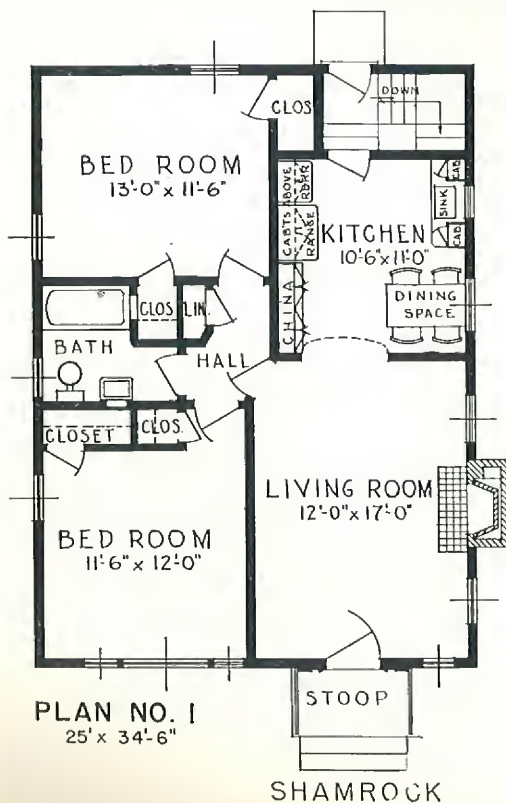 CLOS
DOWN
BED ROOM
13'-0" x 11'-6"
CABTS ABOVE
RANGE
RBRR
CAB.
SINK
CAB.
KITCHEN
10'-6" x 11'-0"
CHINA
DINING
SPACE
CLOS
LIN.
BATH
HALL
CLOSET
CLOS.
LIVING ROOM
12'-0" x 17'-0"
BED ROOM
11'-6" x 12'-0"
STOOP
PLAN NO. 1
25' x 34'-6"
SHAMROCK